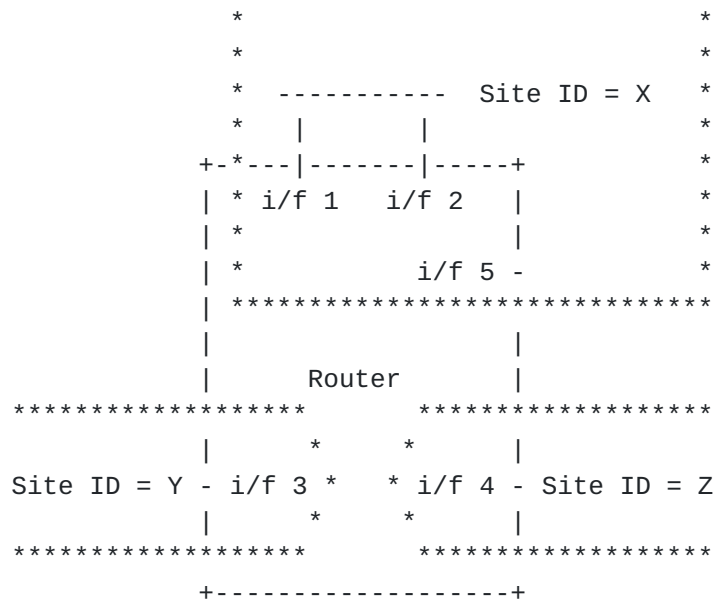 *                             *
                *                             *
                *  -----------  Site ID = X   *
                *   |       |                 *
              +-*---|-------|-----+           *
              | * i/f 1   i/f 2   |           *
              | *                 |           *
              | *           i/f 5 -           *
              | *******************************
              |                   |
              |      Router       |
 *******************       *******************
              |      *     *      |
 Site ID = Y - i/f 3 *   * i/f 4 - Site ID = Z
              |      *     *      |
 *******************       *******************
              +-------------------+